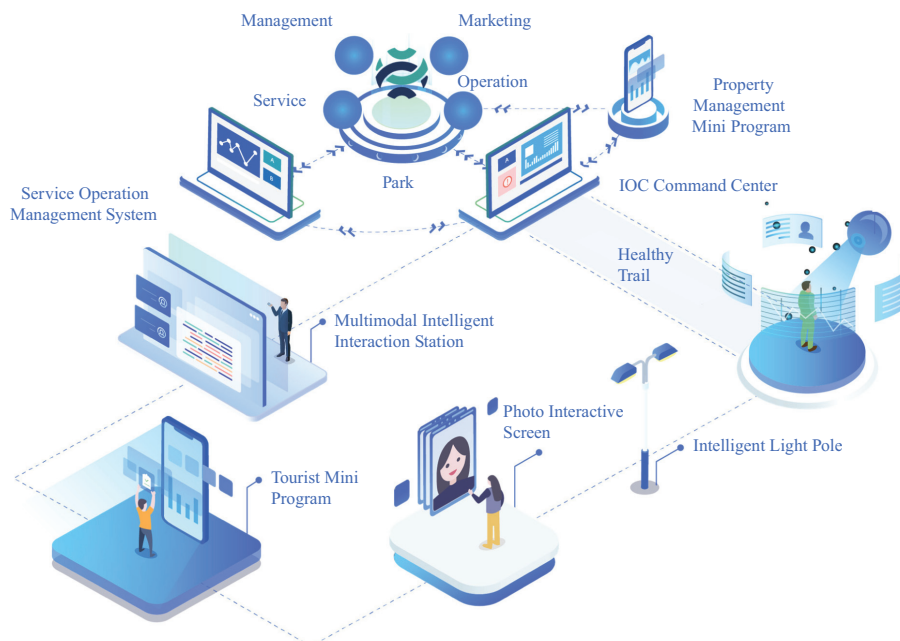 Management
Marketing
Service
Operation
Property
Management
Mini Program
Park
Service Operation
Management System
IOC Command Center
Healthy
Trail
Multimodal Intelligent
Interaction Station
Photo Interactive
Screen
Intelligent Light Pole
Tourist Mini
Program
A
B
A